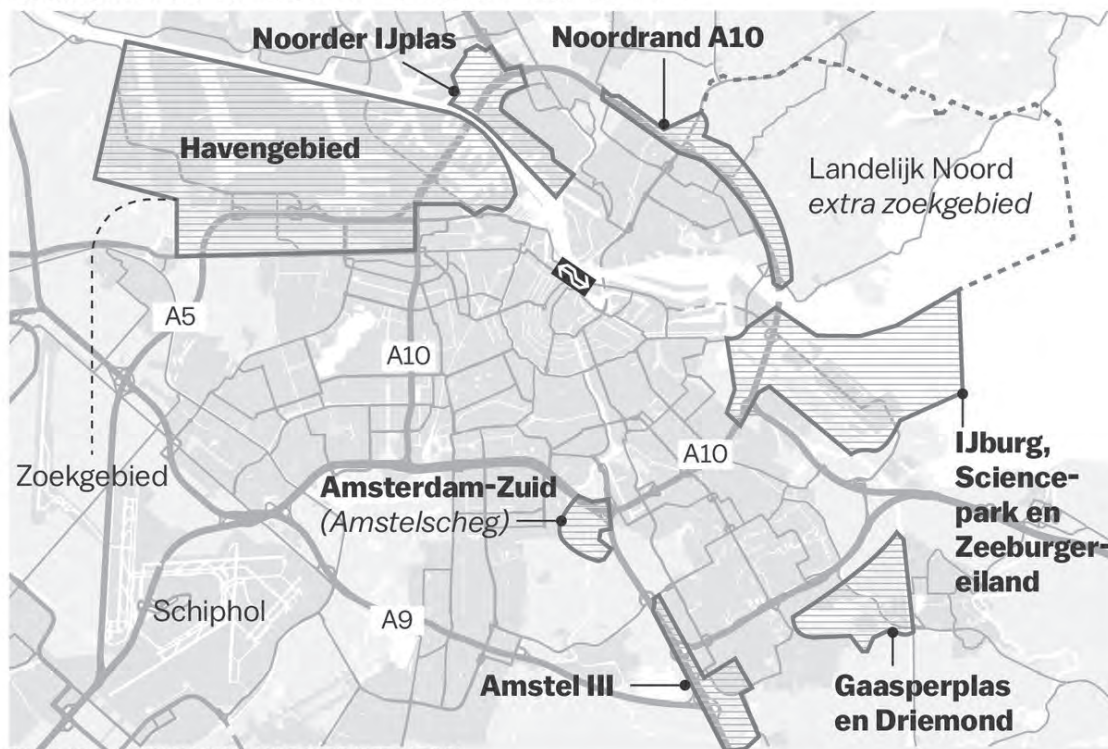 Noorder IJplas
Noordrand A10
Havengebied
Landelijk Noord
extra zoekgebied
A5
A10
A10
Zoekgebied
Amsterdam-Zuid
(Amstelscheg)
IJburg,
Science-
park en
Zeeburger-
eiland
Schiphol
A9
Amstel III
Gaasperplas
en Driemond